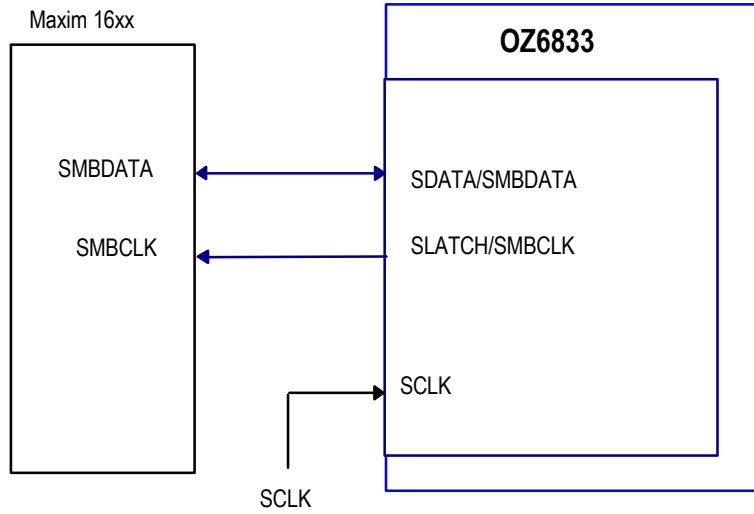 Maxim 16xx
OZ6833
SMBDATA
SDATA/SMBDATA
SMBCLK
SLATCH/SMBCLK
SCLK
SCLK